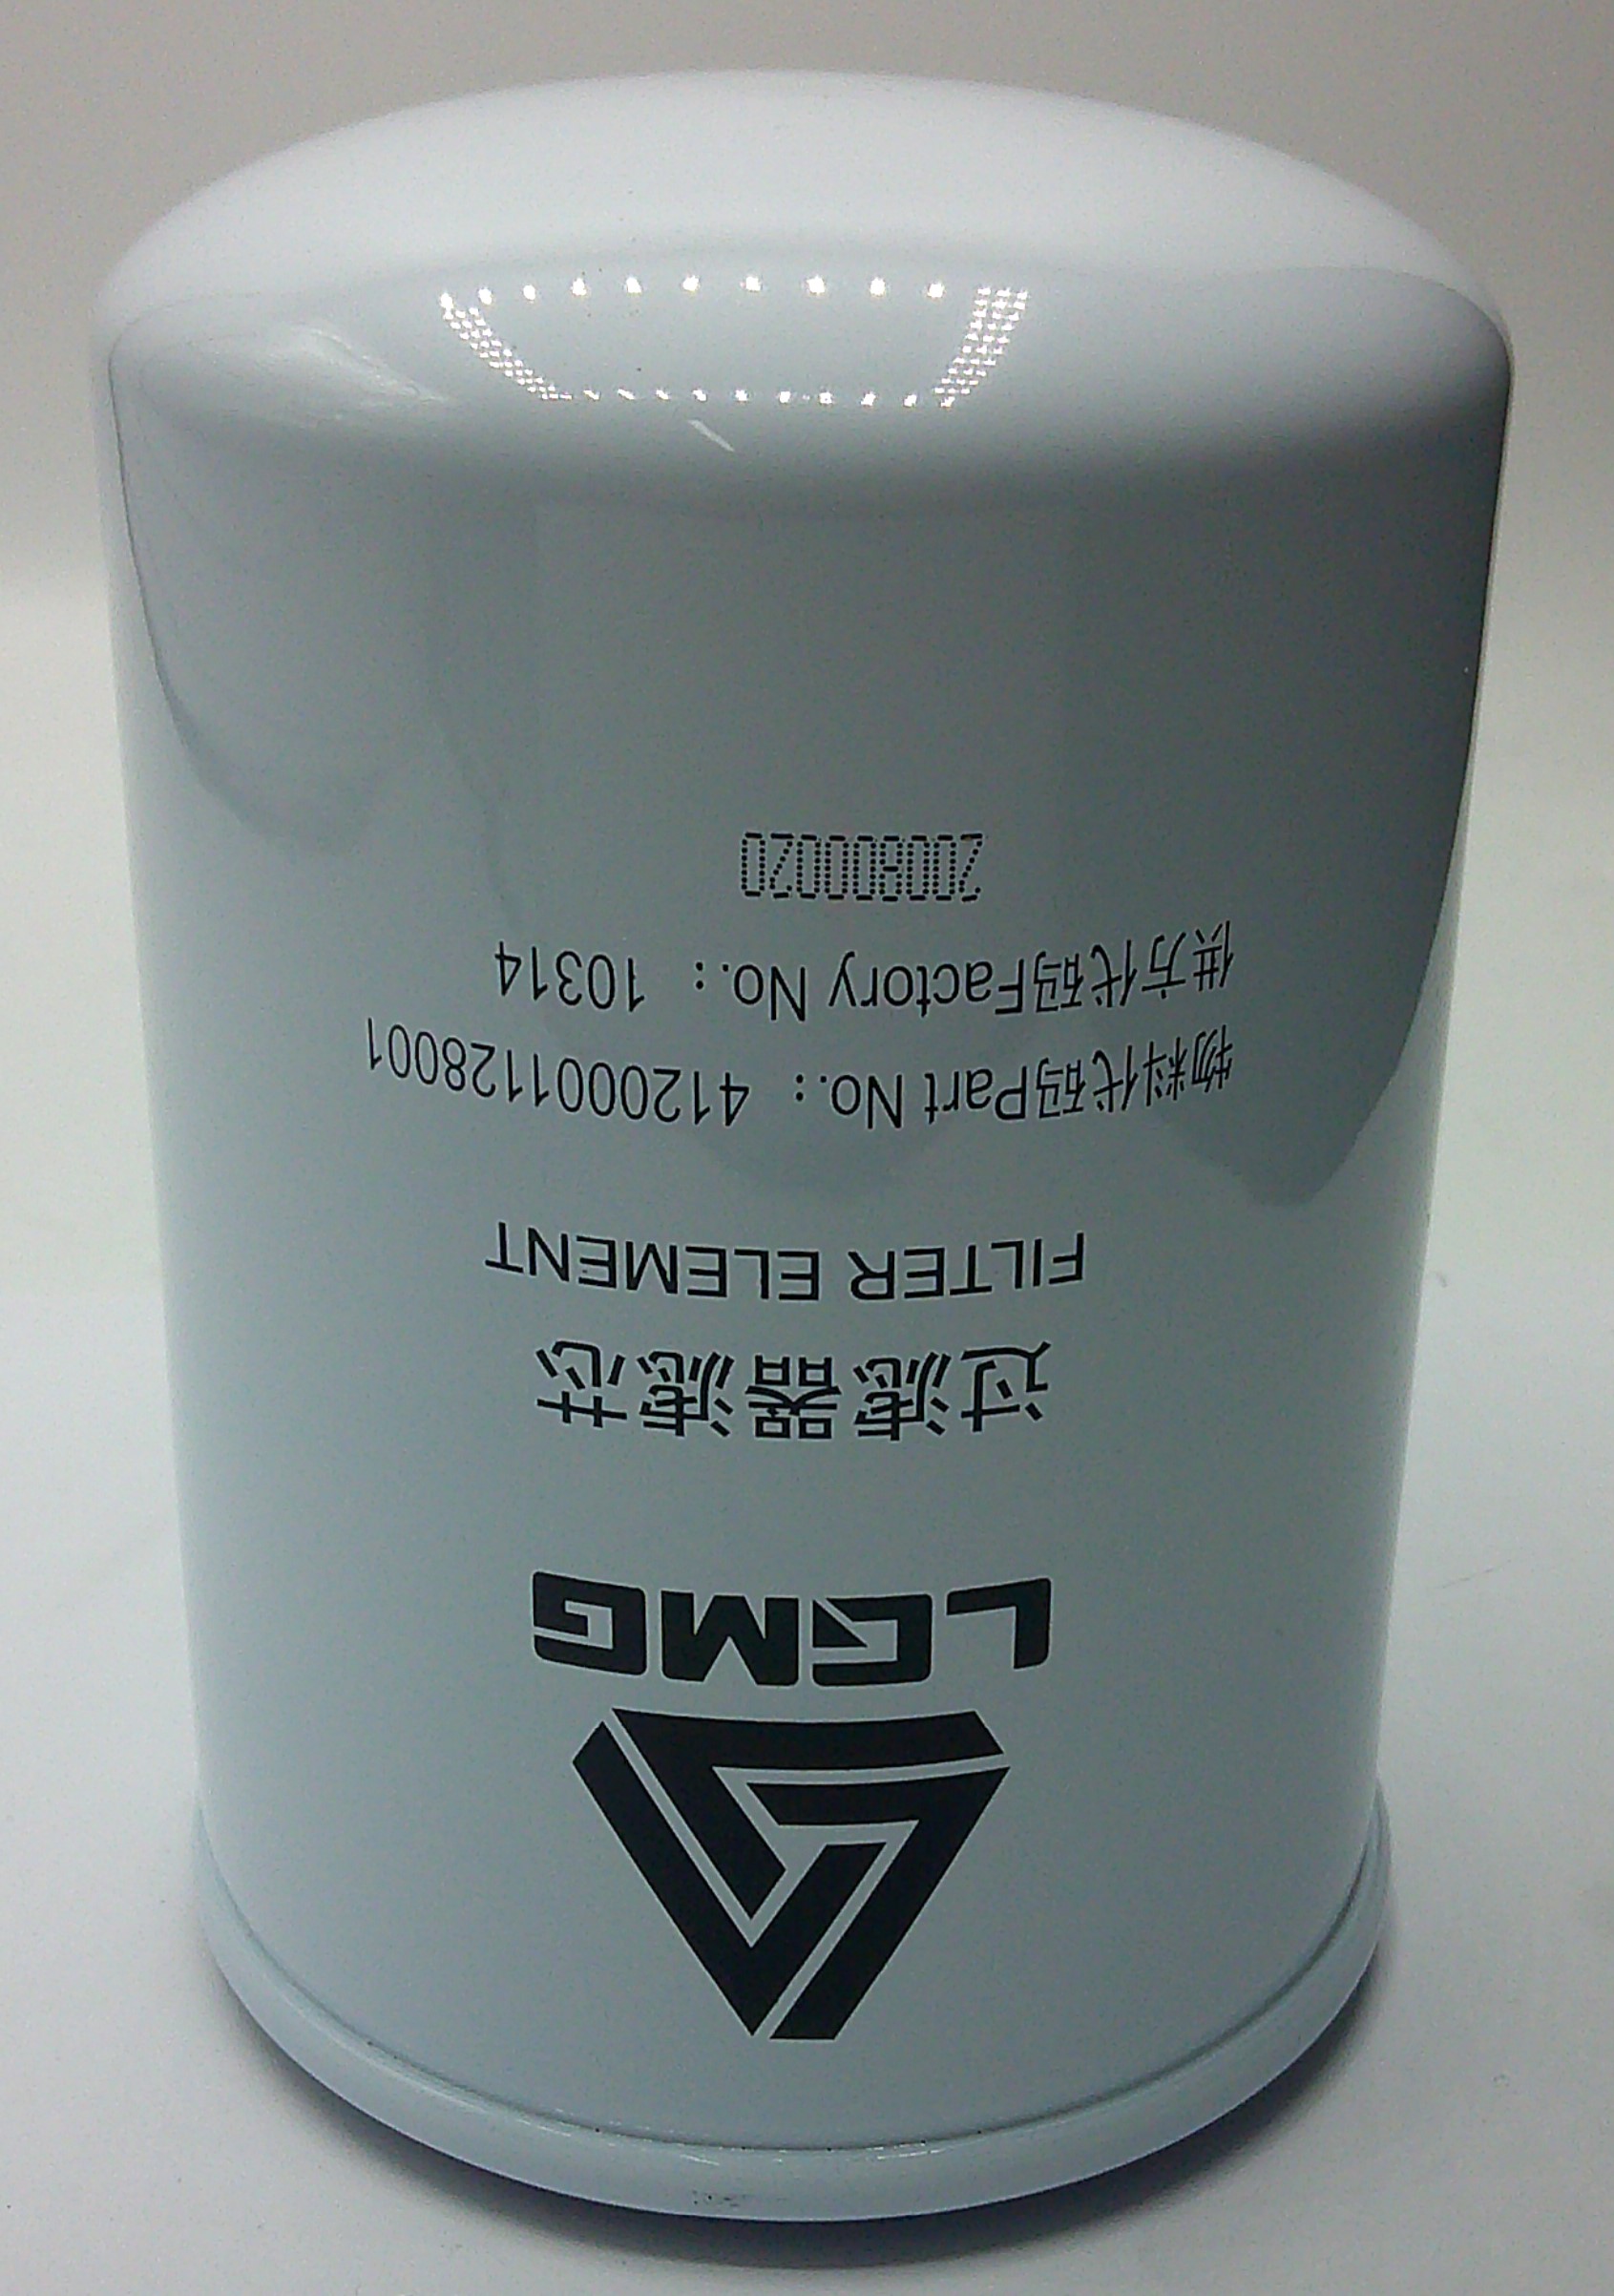 LGMG
过滤器滤芯
FILTER ELEMENT
物料代码Part No.: 4120001128001
供方代码Factory No.: 10314
200800020